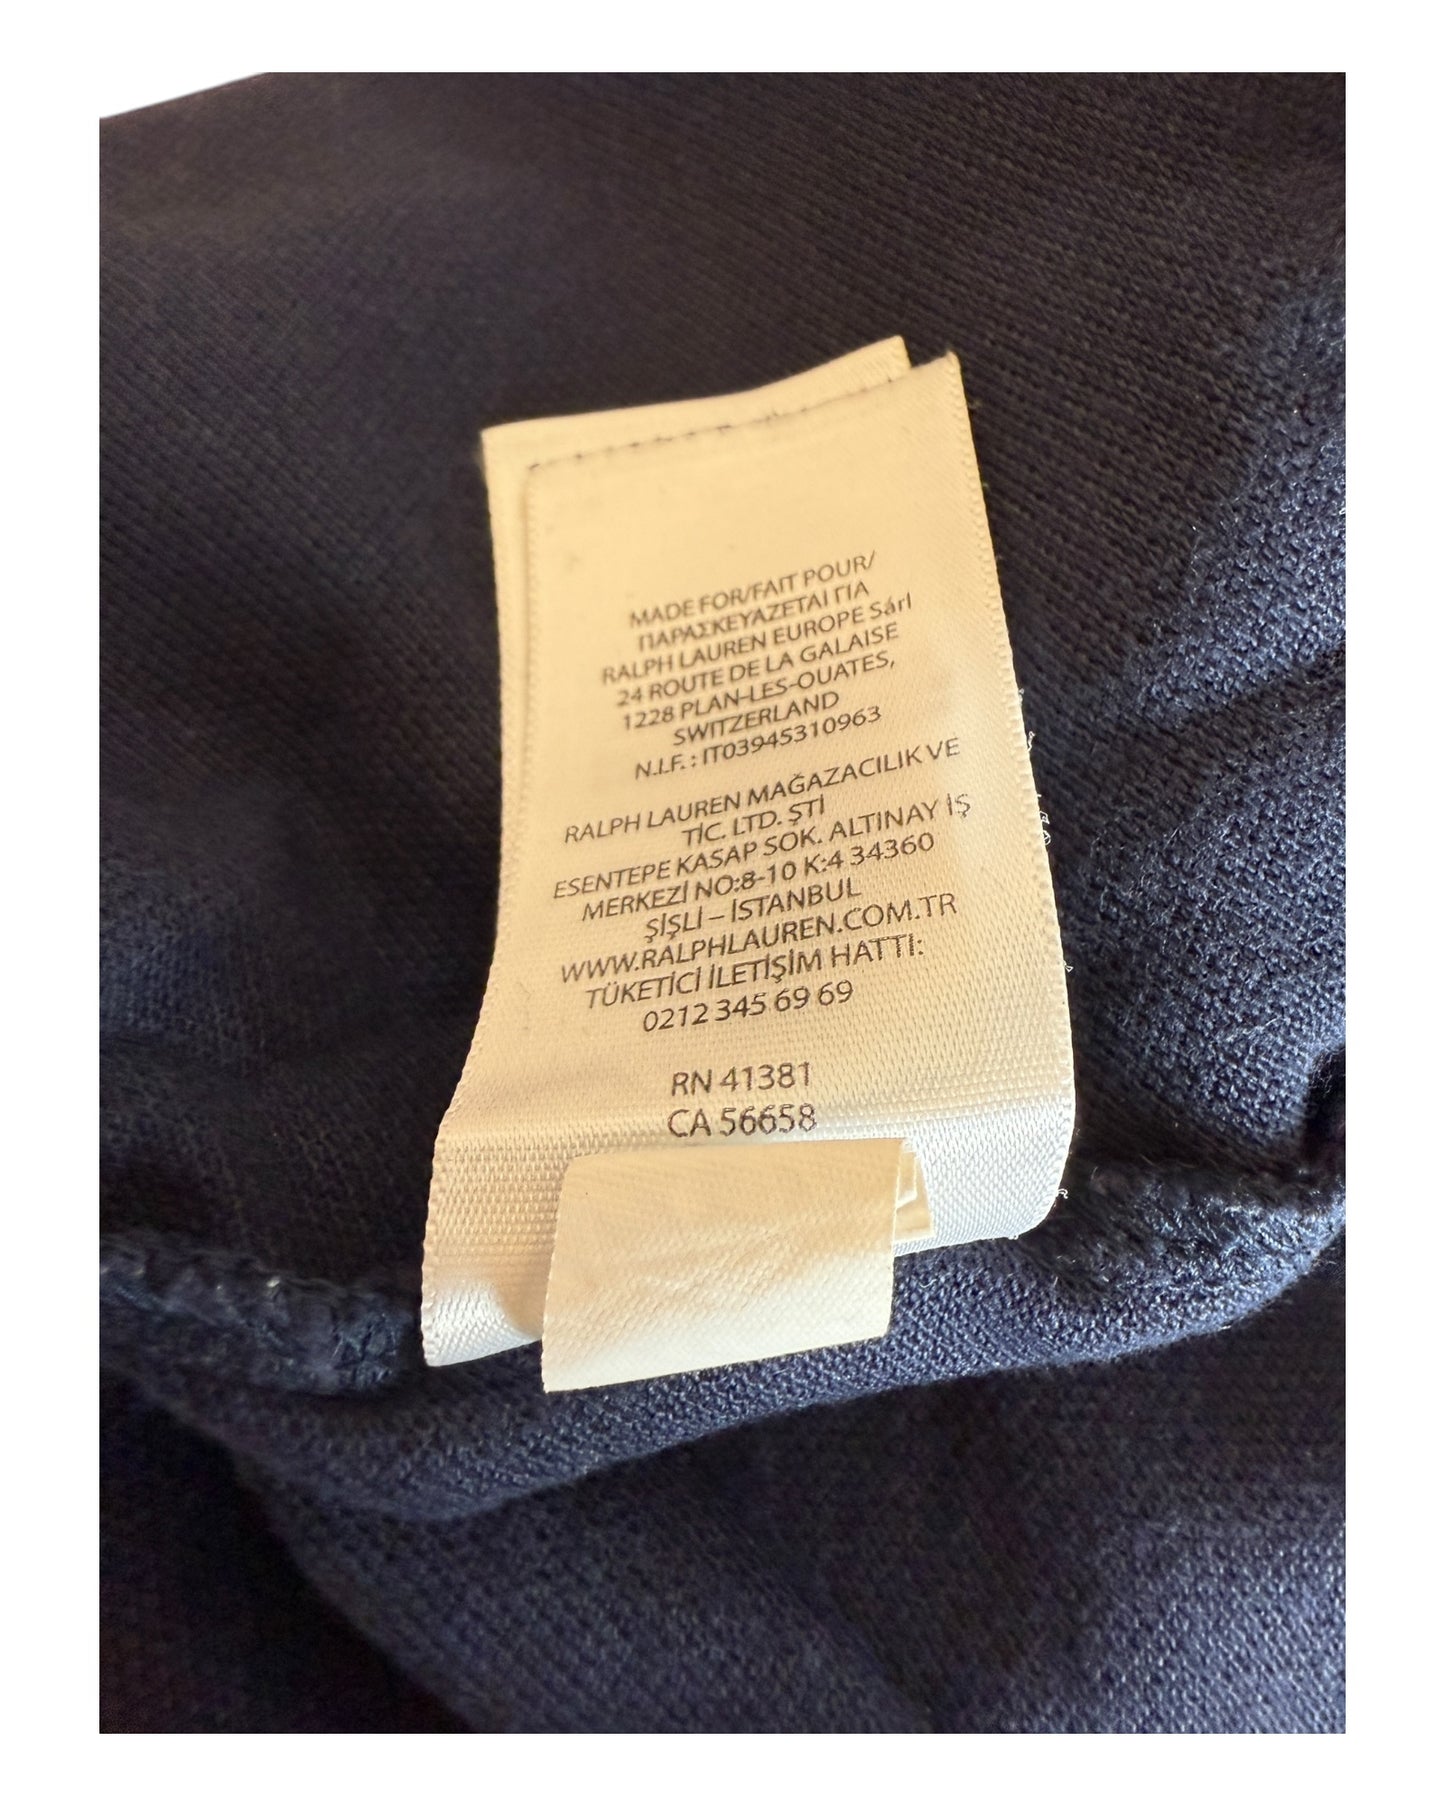 MADE FOR/FAIT POUR/
ΠΑΡΑΣΚΕΥΑΖΕΤΑΙ ΓΙΑ
RALPH LAUREN EUROPE Sárl
24 ROUTE DE LA GALAISE
1228 PLAN-LES-OUATES,
SWITZERLAND
N.I.F. : IT03945310963
RALPH LAUREN MAĞAZACILIK VE
TİC. LTD. ŞTİ
ESENTEPE KASAP SOK. ALTINAY İŞ
MERKEZİ NO:8-10 K:4 34360
ŞİŞLİ – İSTANBUL
WWW.RALPHLAUREN.COM.TR
TÜKETİCİ İLETİŞİM HATTI:
0212 345 69 69
RN 41381
CA 56658